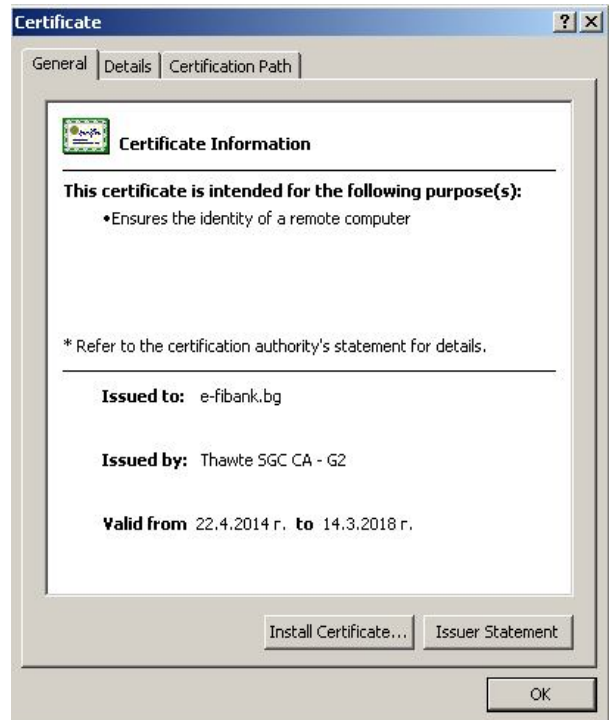 Certificate
General Details Certification Path
Certificate Information
This certificate is intended for the following purpose(s):
•Ensures the identity of a remote computer
* Refer to the certification authority's statement for details.
Issued to: e-fibank.bg
Issued by: Thawte SGC CA - G2
Valid from 22.4.2014 г. to 14.3.2018 г.
Install Certificate... Issuer Statement
OK